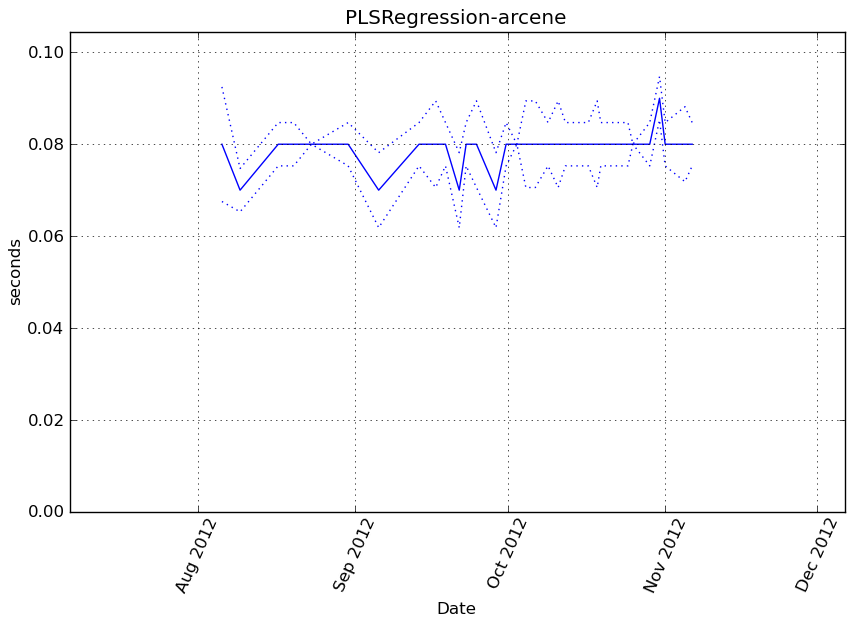 PLSRegression-arcene
0.10
0.08
0.06
0.04
0.02
0.00
seconds
Aug 2012
Sep 2012
Oct 2012
Nov 2012
Dec 2012
Date